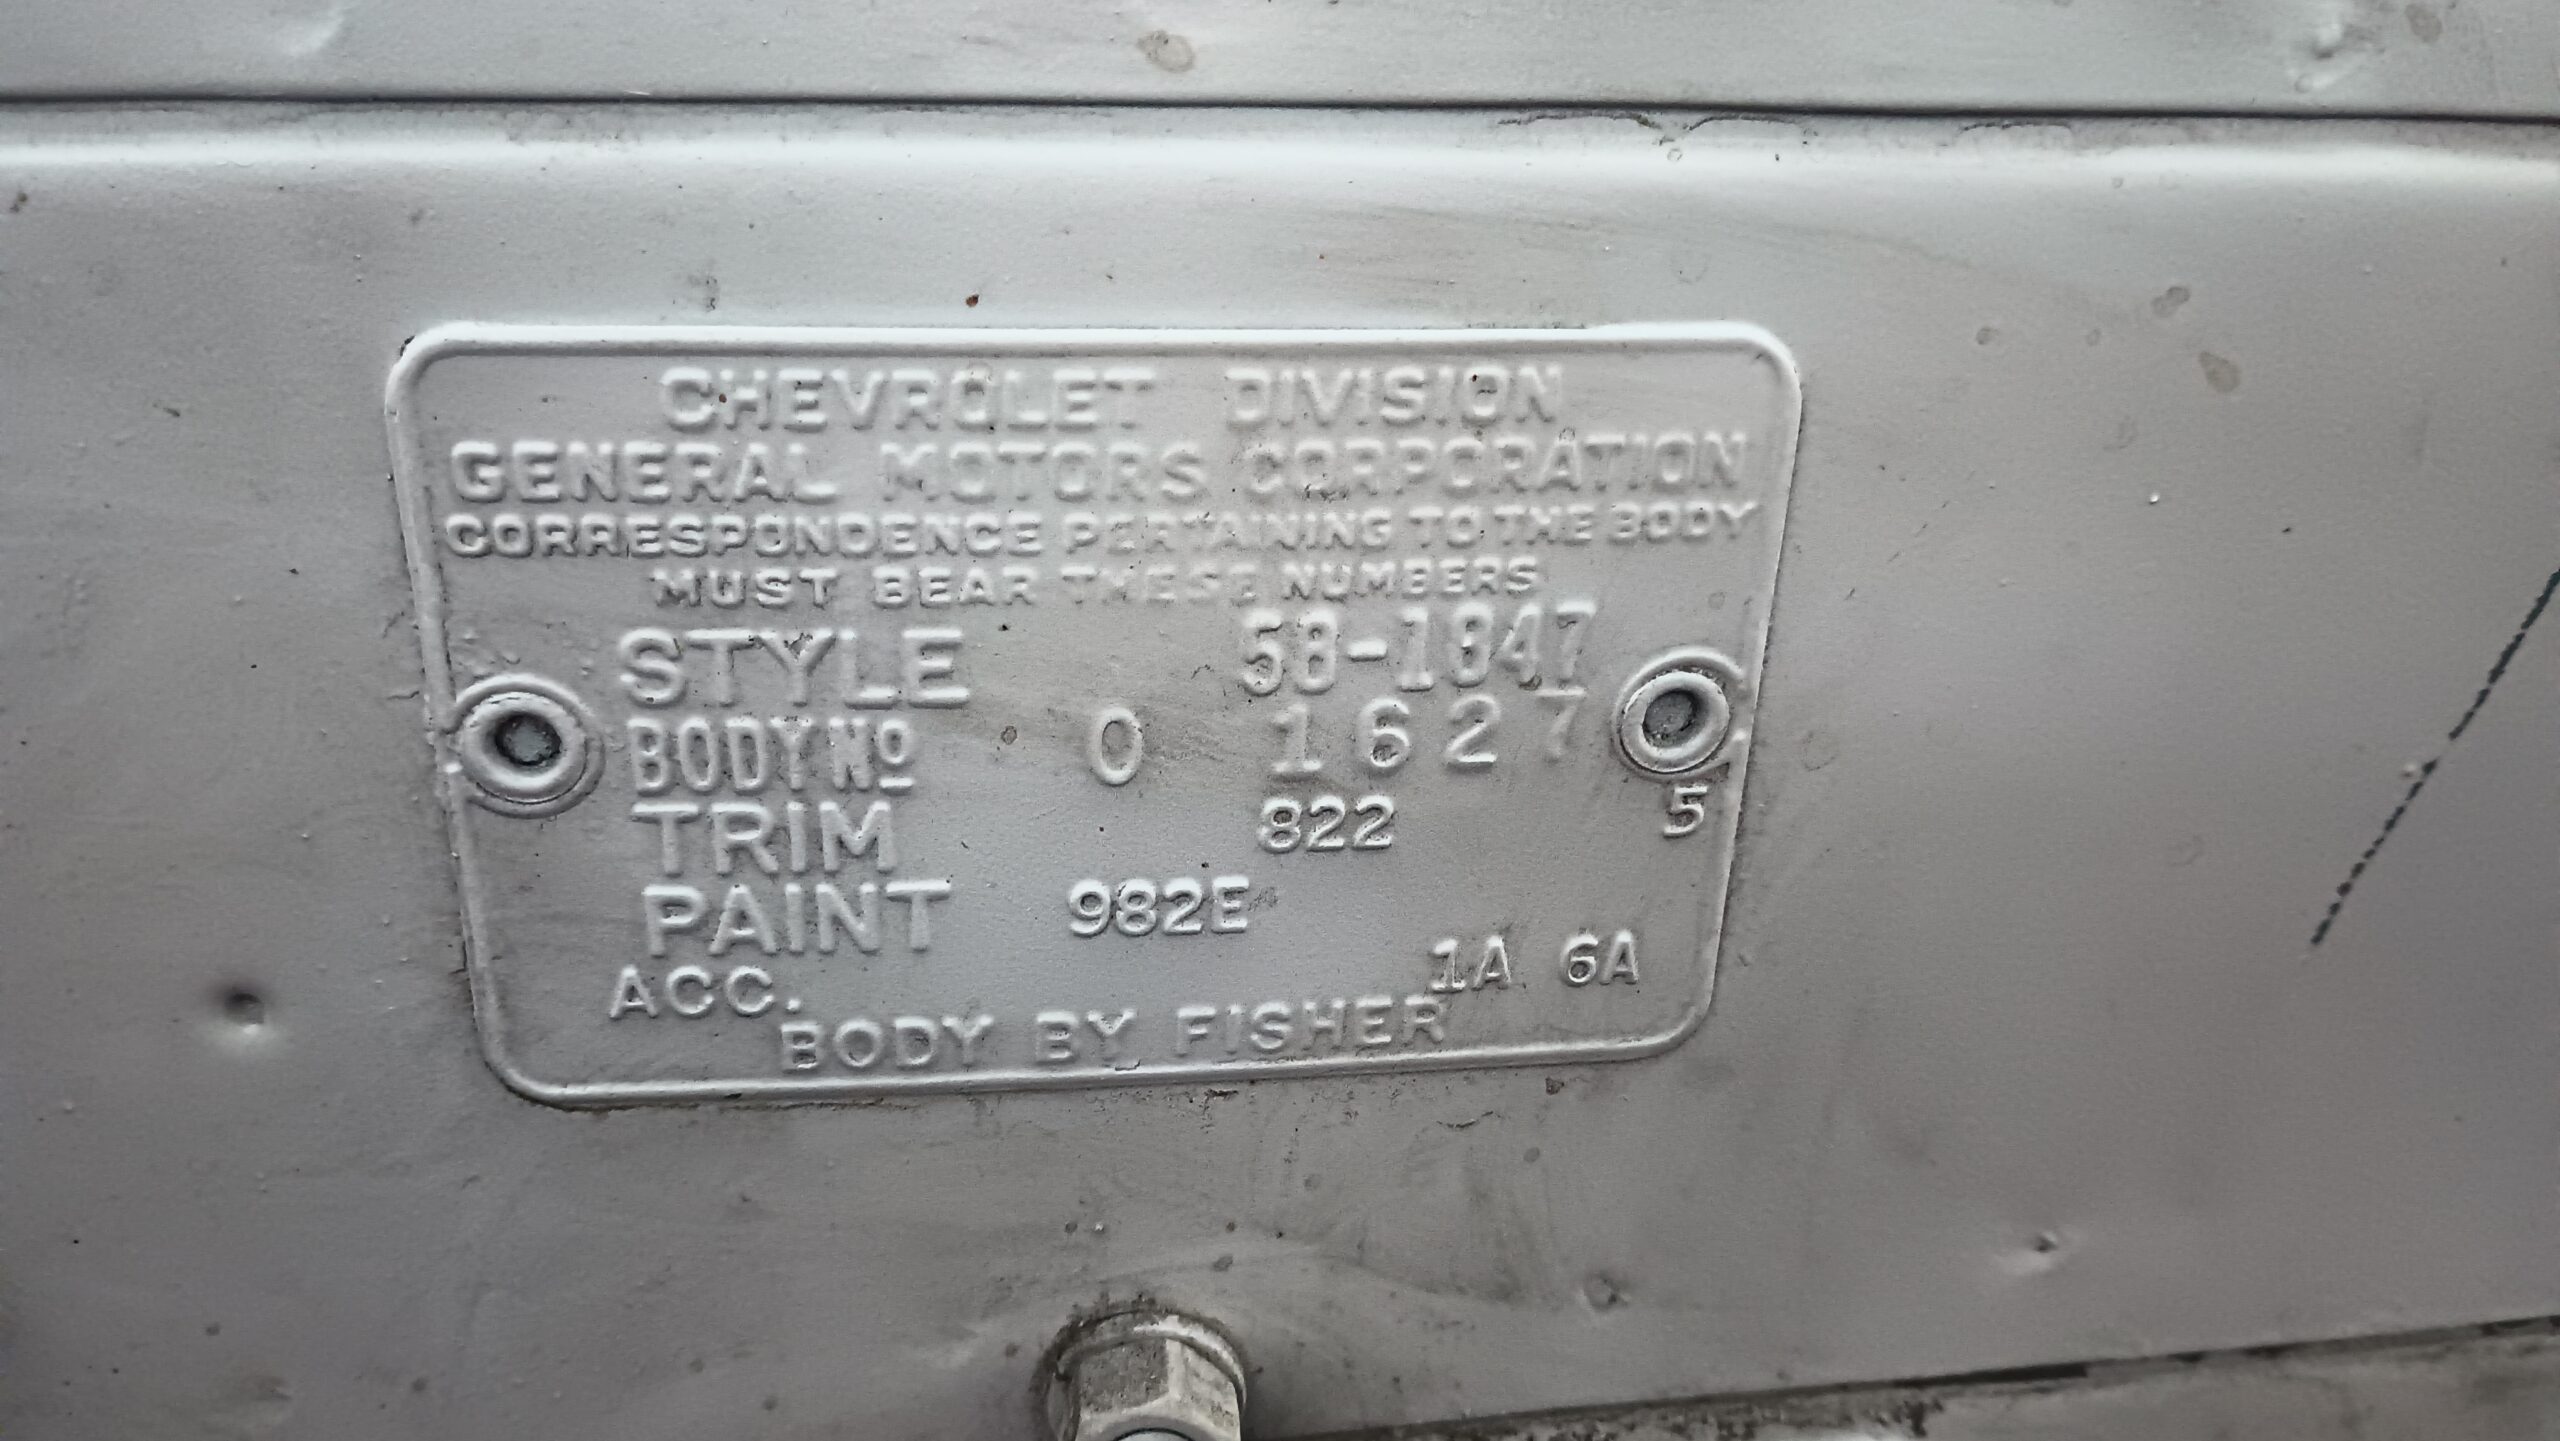 CHEVROLET DIVISION
GENERAL MOTORS CORPORATION
CORRESPONDENCE PERTAINING TO THE BODY
MUST BEAR THESE NUMBERS
STYLE 58-1847
BODY Nº O 1627
TRIM 822 5
PAINT 982E
ACC. 1A 6A
BODY BY FISHER